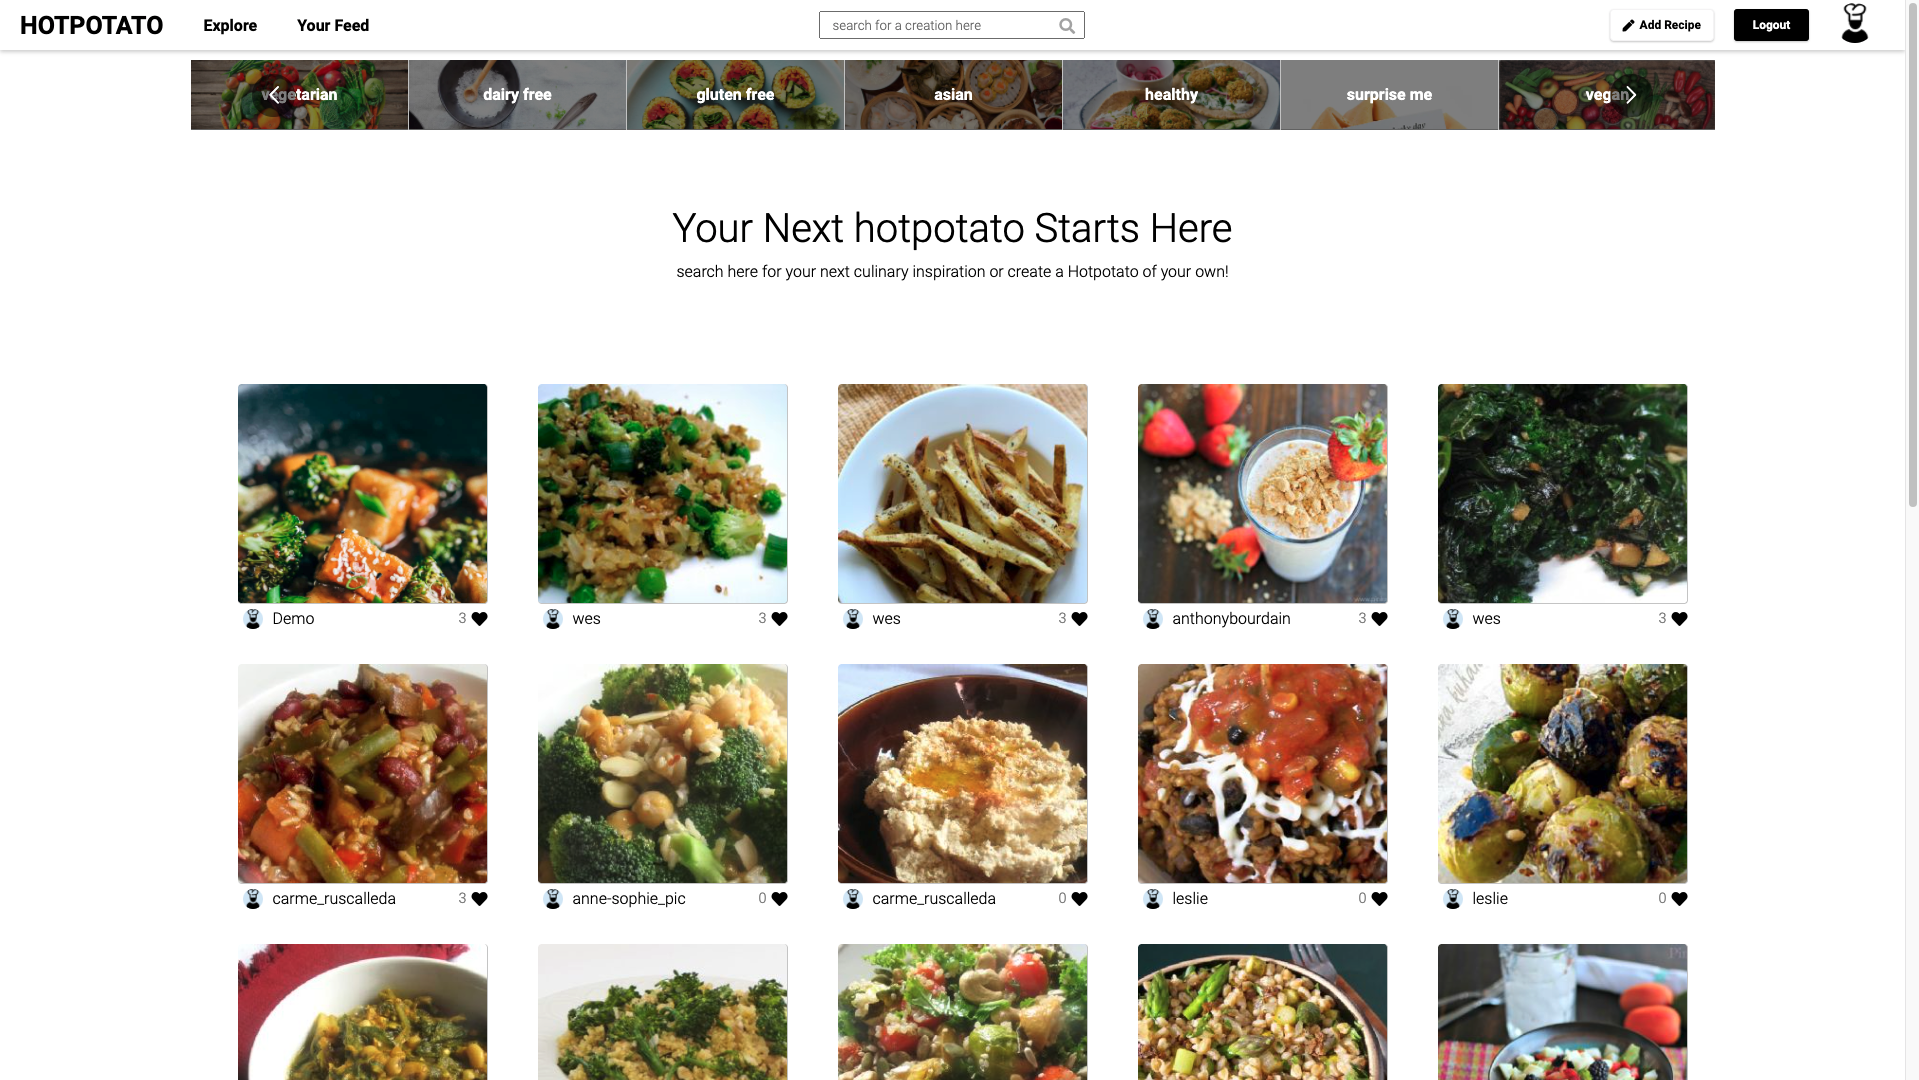 HOTPOTATO Explore Your Feed search for a creation here Add Recipe Logout
vegetarian dairy free gluten free asian healthy surprise me vegan
Your Next hotpotato Starts Here
search here for your next culinary inspiration or create a Hotpotato of your own!
Demo 3 wes 3 wes 3 anthonybourdain 3 wes 3
carme_ruscalleda 3 anne-sophie_pic 0 carme_ruscalleda 0 leslie 0 leslie 0